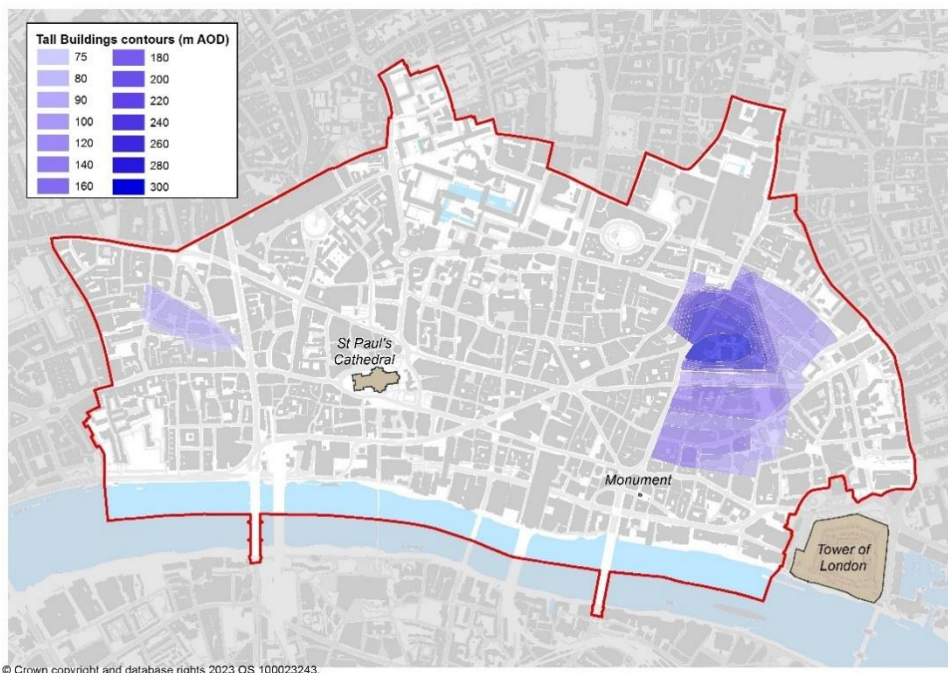 Tall Buildings contours (m AOD)
75
80
90
100
120
140
160
180
200
220
240
260
280
300
St Paul's
Cathedral
Monument
Tower of
London
© Crown copyright and database rights 2023 OS 100023243.